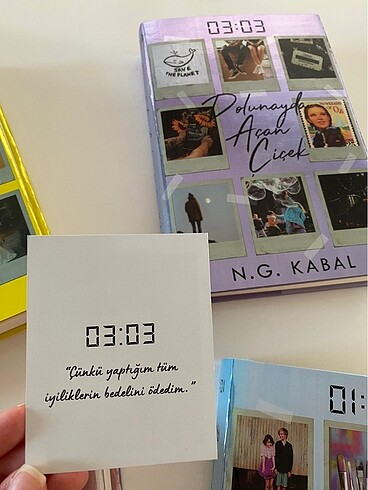 03:03
SAVE
THE PLANET
Dolunayda
Açan
Çiçek
N.G. KABAL
03:03
“Çünkü yaptığım tüm
iyiliklerin bedelini ödedim.”
01: